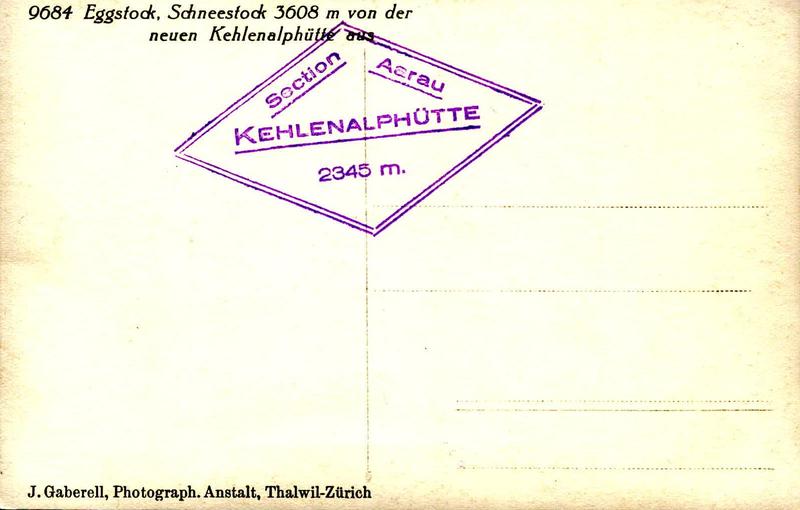 9684 Eggstock, Schneestock 3608 m von der
neuen Kehlenalphütte aus
Section Aarau
KEHLENALPHÜTTE
2345 m.
J. Gaberell, Photograph. Anstalt, Thalwil-Zürich